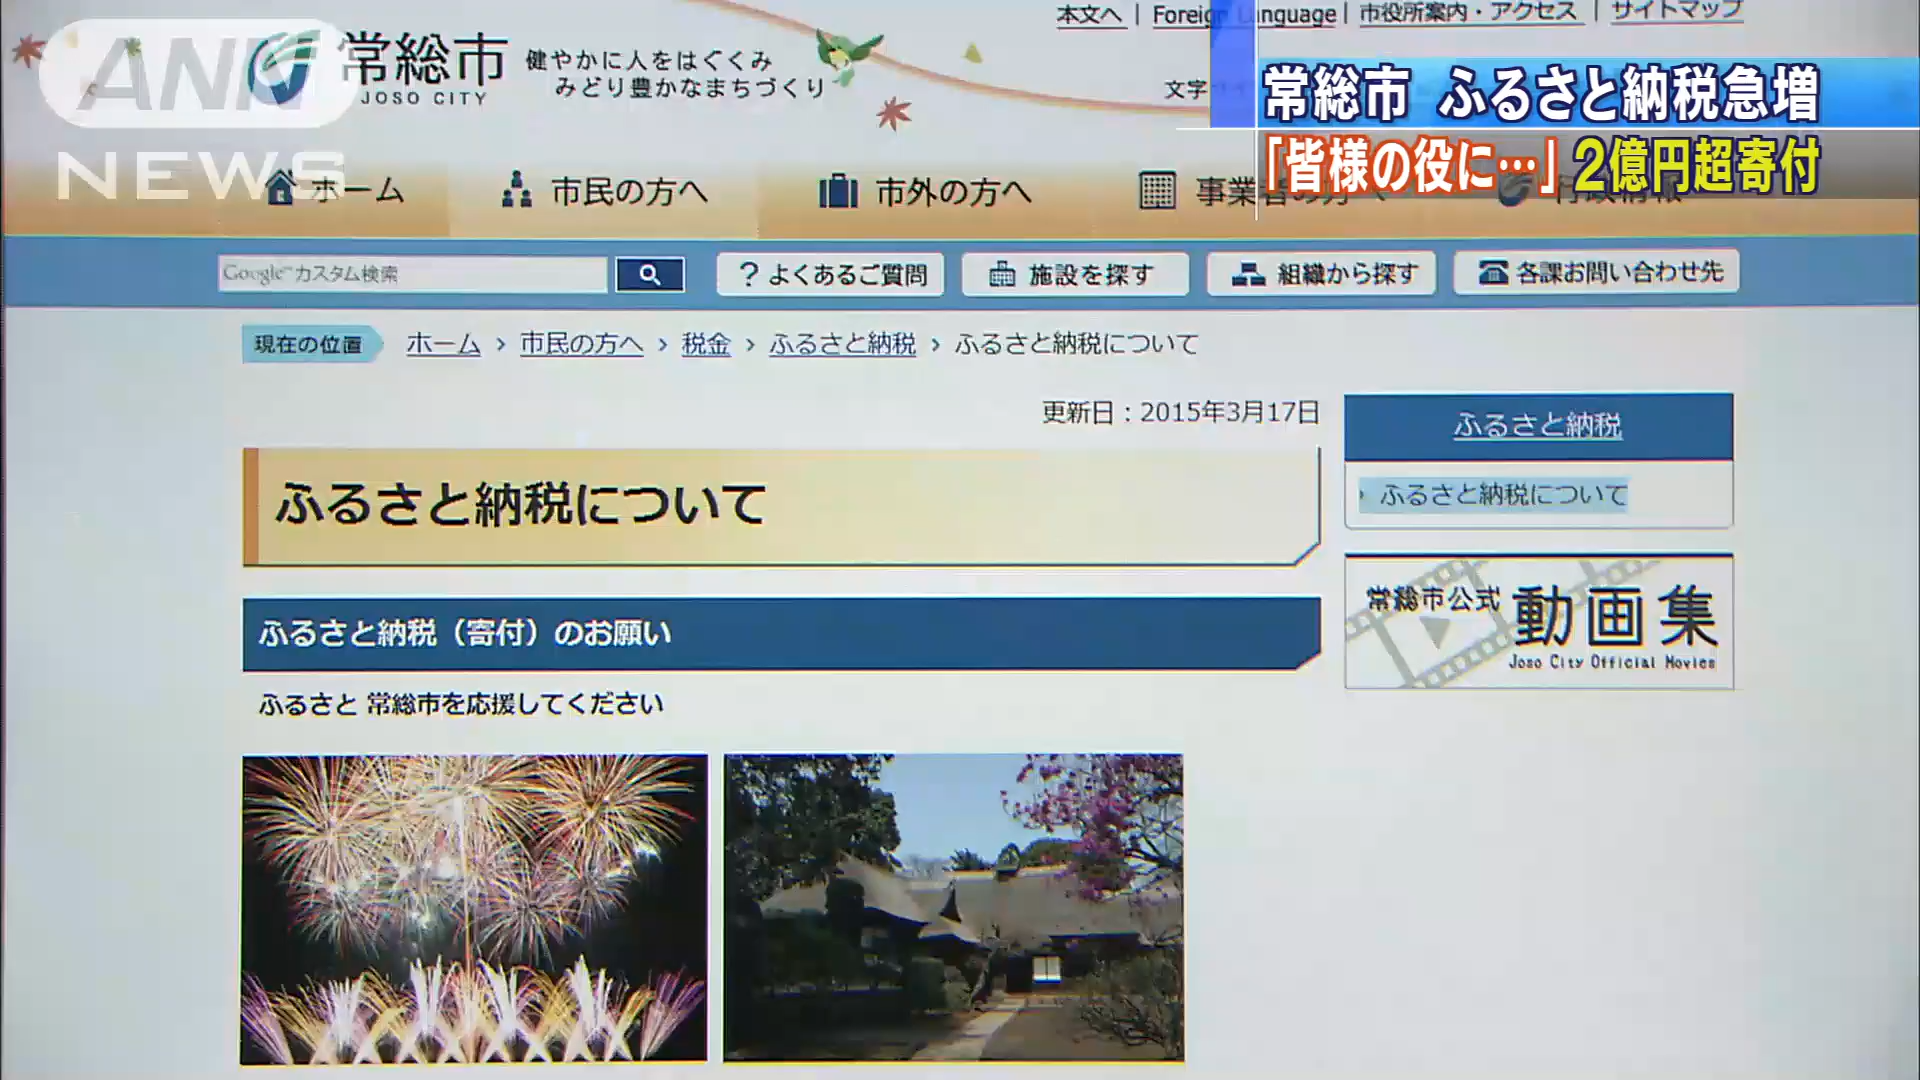 本文へ | Foreign Language | 市役所案内・アクセス | サイトマップ
ANN
NEWS
常総市
JOSO CITY
健やかに人をはぐくみ
みどり豊かなまちづくり
文字
常総市 ふるさと納税急増
「皆様の役に…」2億円超寄付
ホーム
市民の方へ
市外の方へ
事業者の方へ
行政情報
Google™ カスタム検索
? よくあるご質問
施設を探す
組織から探す
各課お問い合わせ先
現在の位置
ホーム > 市民の方へ > 税金 > ふるさと納税 > ふるさと納税について
更新日:2015年3月17日
ふるさと納税について
ふるさと納税(寄付)のお願い
ふるさと 常総市を応援してください
ふるさと納税
ふるさと納税について
常総市公式 動画集
Joso City Official Movies